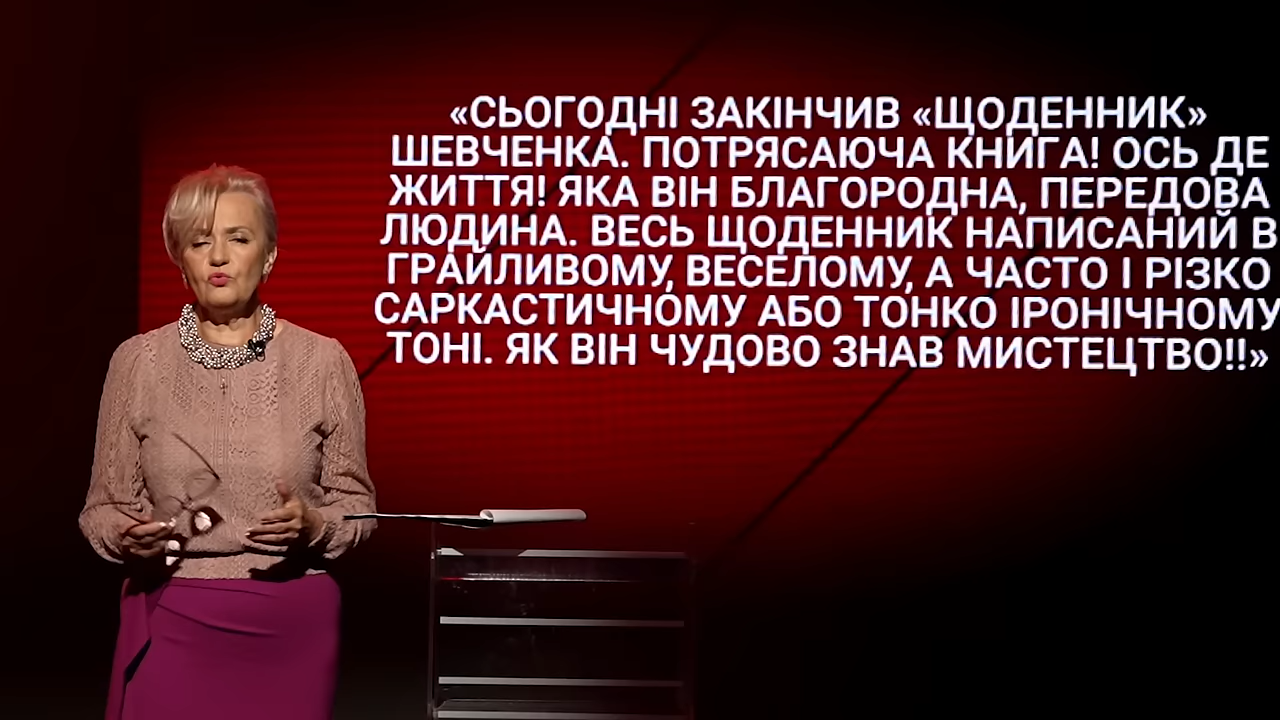 «СЬОГОДНІ ЗАКІНЧИВ «ЩОДЕННИК»
ШЕВЧЕНКА. ПОТРЯСАЮЧА КНИГА! ОСЬ ДЕ
ЖИТТЯ! ЯКА ВІН БЛАГОРОДНА, ПЕРЕДОВА
ЛЮДИНА. ВЕСЬ ЩОДЕННИК НАПИСАНИЙ В
ГРАЙЛИВОМУ, ВЕСЕЛОМУ, А ЧАСТО І РІЗКО
САРКАСТИЧНОМУ АБО ТОНКО ІРОНІЧНОМУ
ТОНІ. ЯК ВІН ЧУДОВО ЗНАВ МИСТЕЦТВО!!»